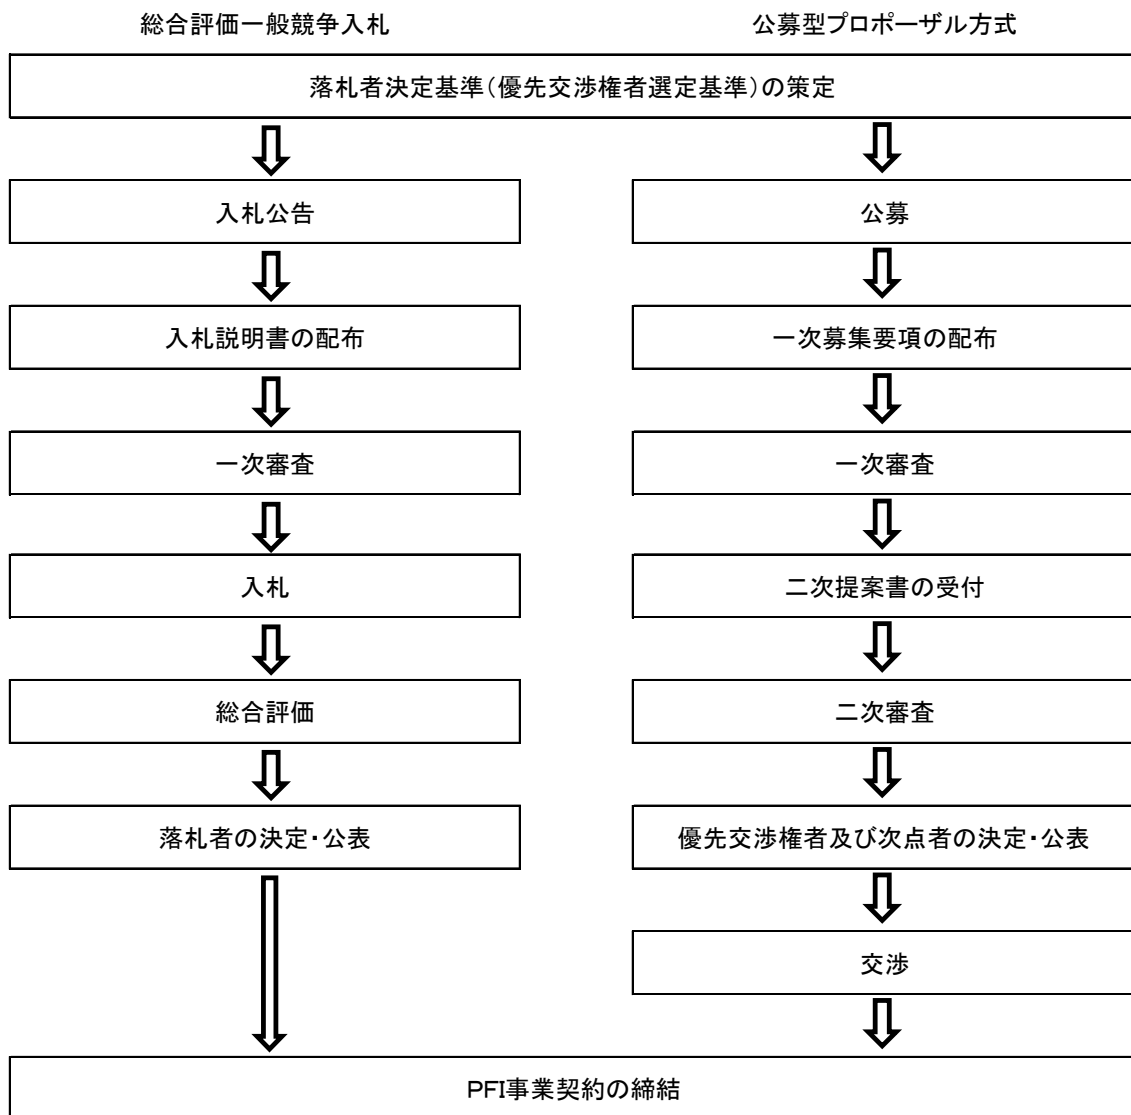 総合評価一般競争入札
公募型プロポーザル方式
落札者決定基準(優先交渉権者選定基準)の策定
入札公告
公募
入札説明書の配布
一次募集要項の配布
一次審査
一次審査
入札
二次提案書の受付
総合評価
二次審査
落札者の決定・公表
優先交渉権者及び次点者の決定・公表
交渉
PFI事業契約の締結